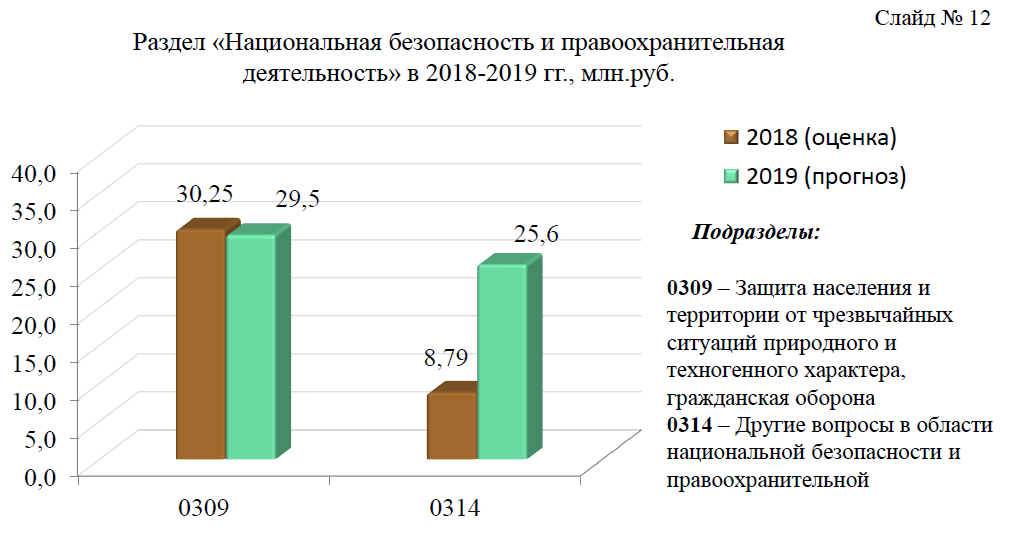 Слайд № 12
Раздел «Национальная безопасность и правоохранительная
деятельность» в 2018-2019 гг., млн.руб.
40,0
35,0
30,0
25,0
20,0
15,0
10,0
5,0
0,0
30,25
29,5
8,79
25,6
0309
0314
2018 (оценка)
2019 (прогноз)
Подразделы:
0309 – Защита населения и
территории от чрезвычайных
ситуаций природного и
техногенного характера,
гражданская оборона
0314 – Другие вопросы в области
национальной безопасности и
правоохранительной